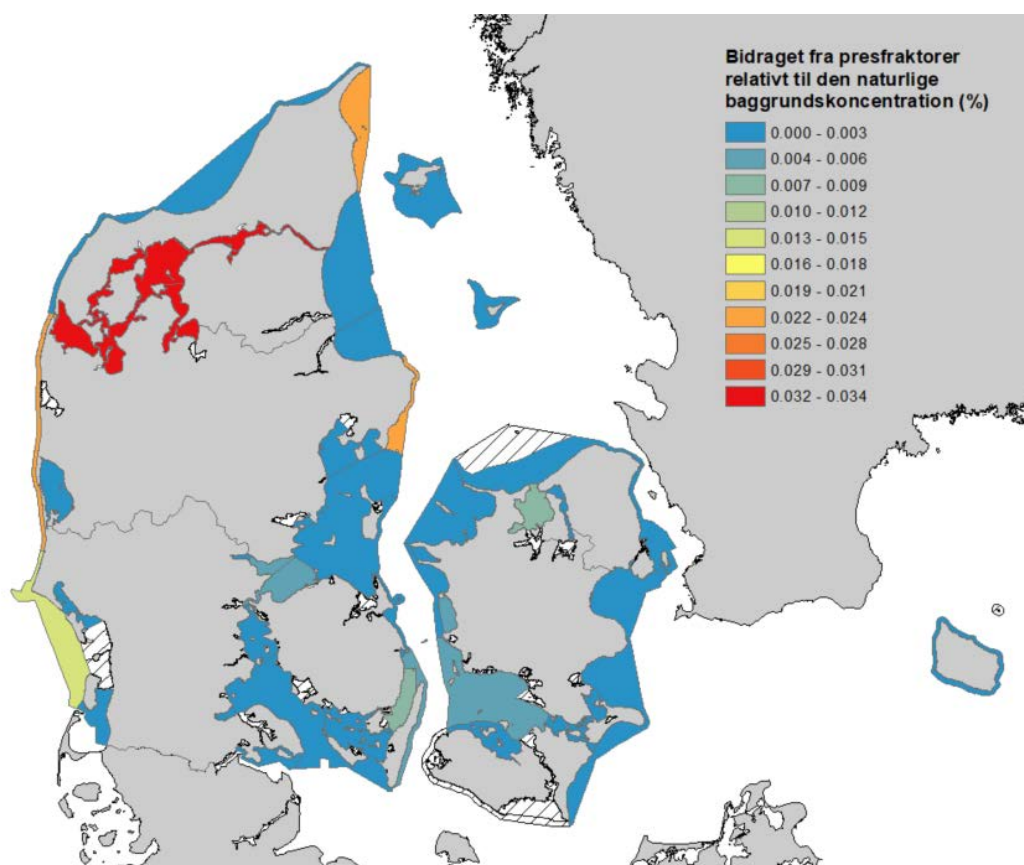 Bidraget fra presfraktorer
relativt til den naturlige
baggrundskoncentration (%)
0.000 - 0.003
0.004 - 0.006
0.007 - 0.009
0.010 - 0.012
0.013 - 0.015
0.016 - 0.018
0.019 - 0.021
0.022 - 0.024
0.025 - 0.028
0.029 - 0.031
0.032 - 0.034